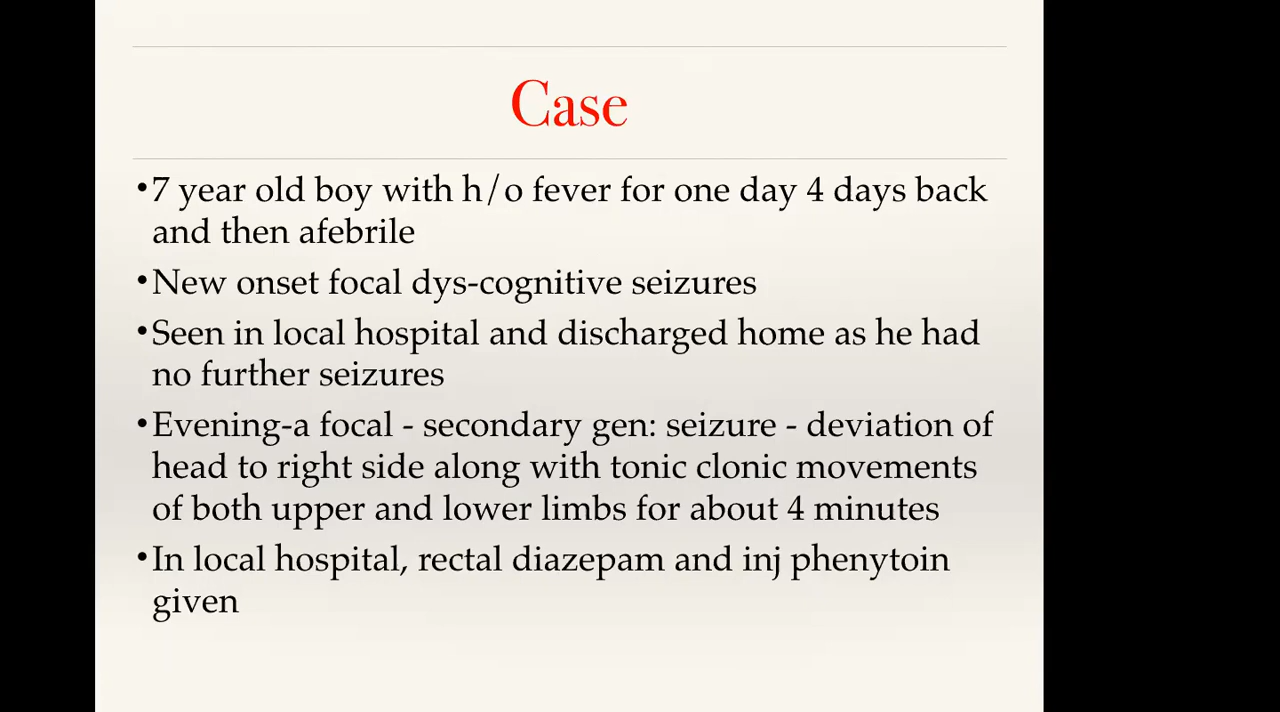 Case
•7 year old boy with h/o fever for one day 4 days back
and then afebrile
•New onset focal dys-cognitive seizures
•Seen in local hospital and discharged home as he had
no further seizures
•Evening-a focal - secondary gen: seizure - deviation of
head to right side along with tonic clonic movements
of both upper and lower limbs for about 4 minutes
•In local hospital, rectal diazepam and inj phenytoin
given